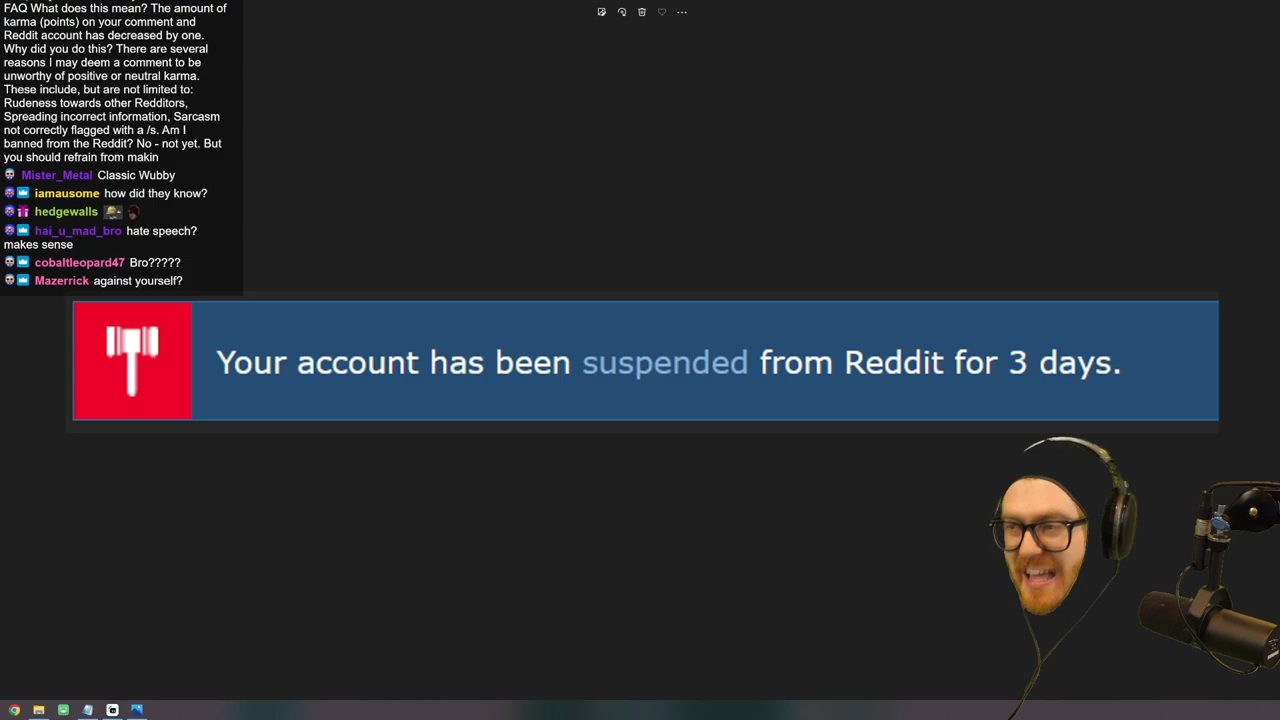 FAQ What does this mean? The amount of
karma (points) on your comment and
Reddit account has decreased by one.
Why did you do this? There are several
reasons I may deem a comment to be
unworthy of positive or neutral karma.
These include, but are not limited to:
Rudeness towards other Redditors,
Spreading incorrect information, Sarcasm
not correctly flagged with a /s. Am I
banned from the Reddit? No - not yet. But
you should refrain from makin
Mister_Metal Classic Wubby
iamausome how did they know?
hedgewalls
hai_u_mad_bro hate speech?
makes sense
cobaltleopard47 Bro?????
Mazerrick against yourself?
Your account has been suspended from Reddit for 3 days.